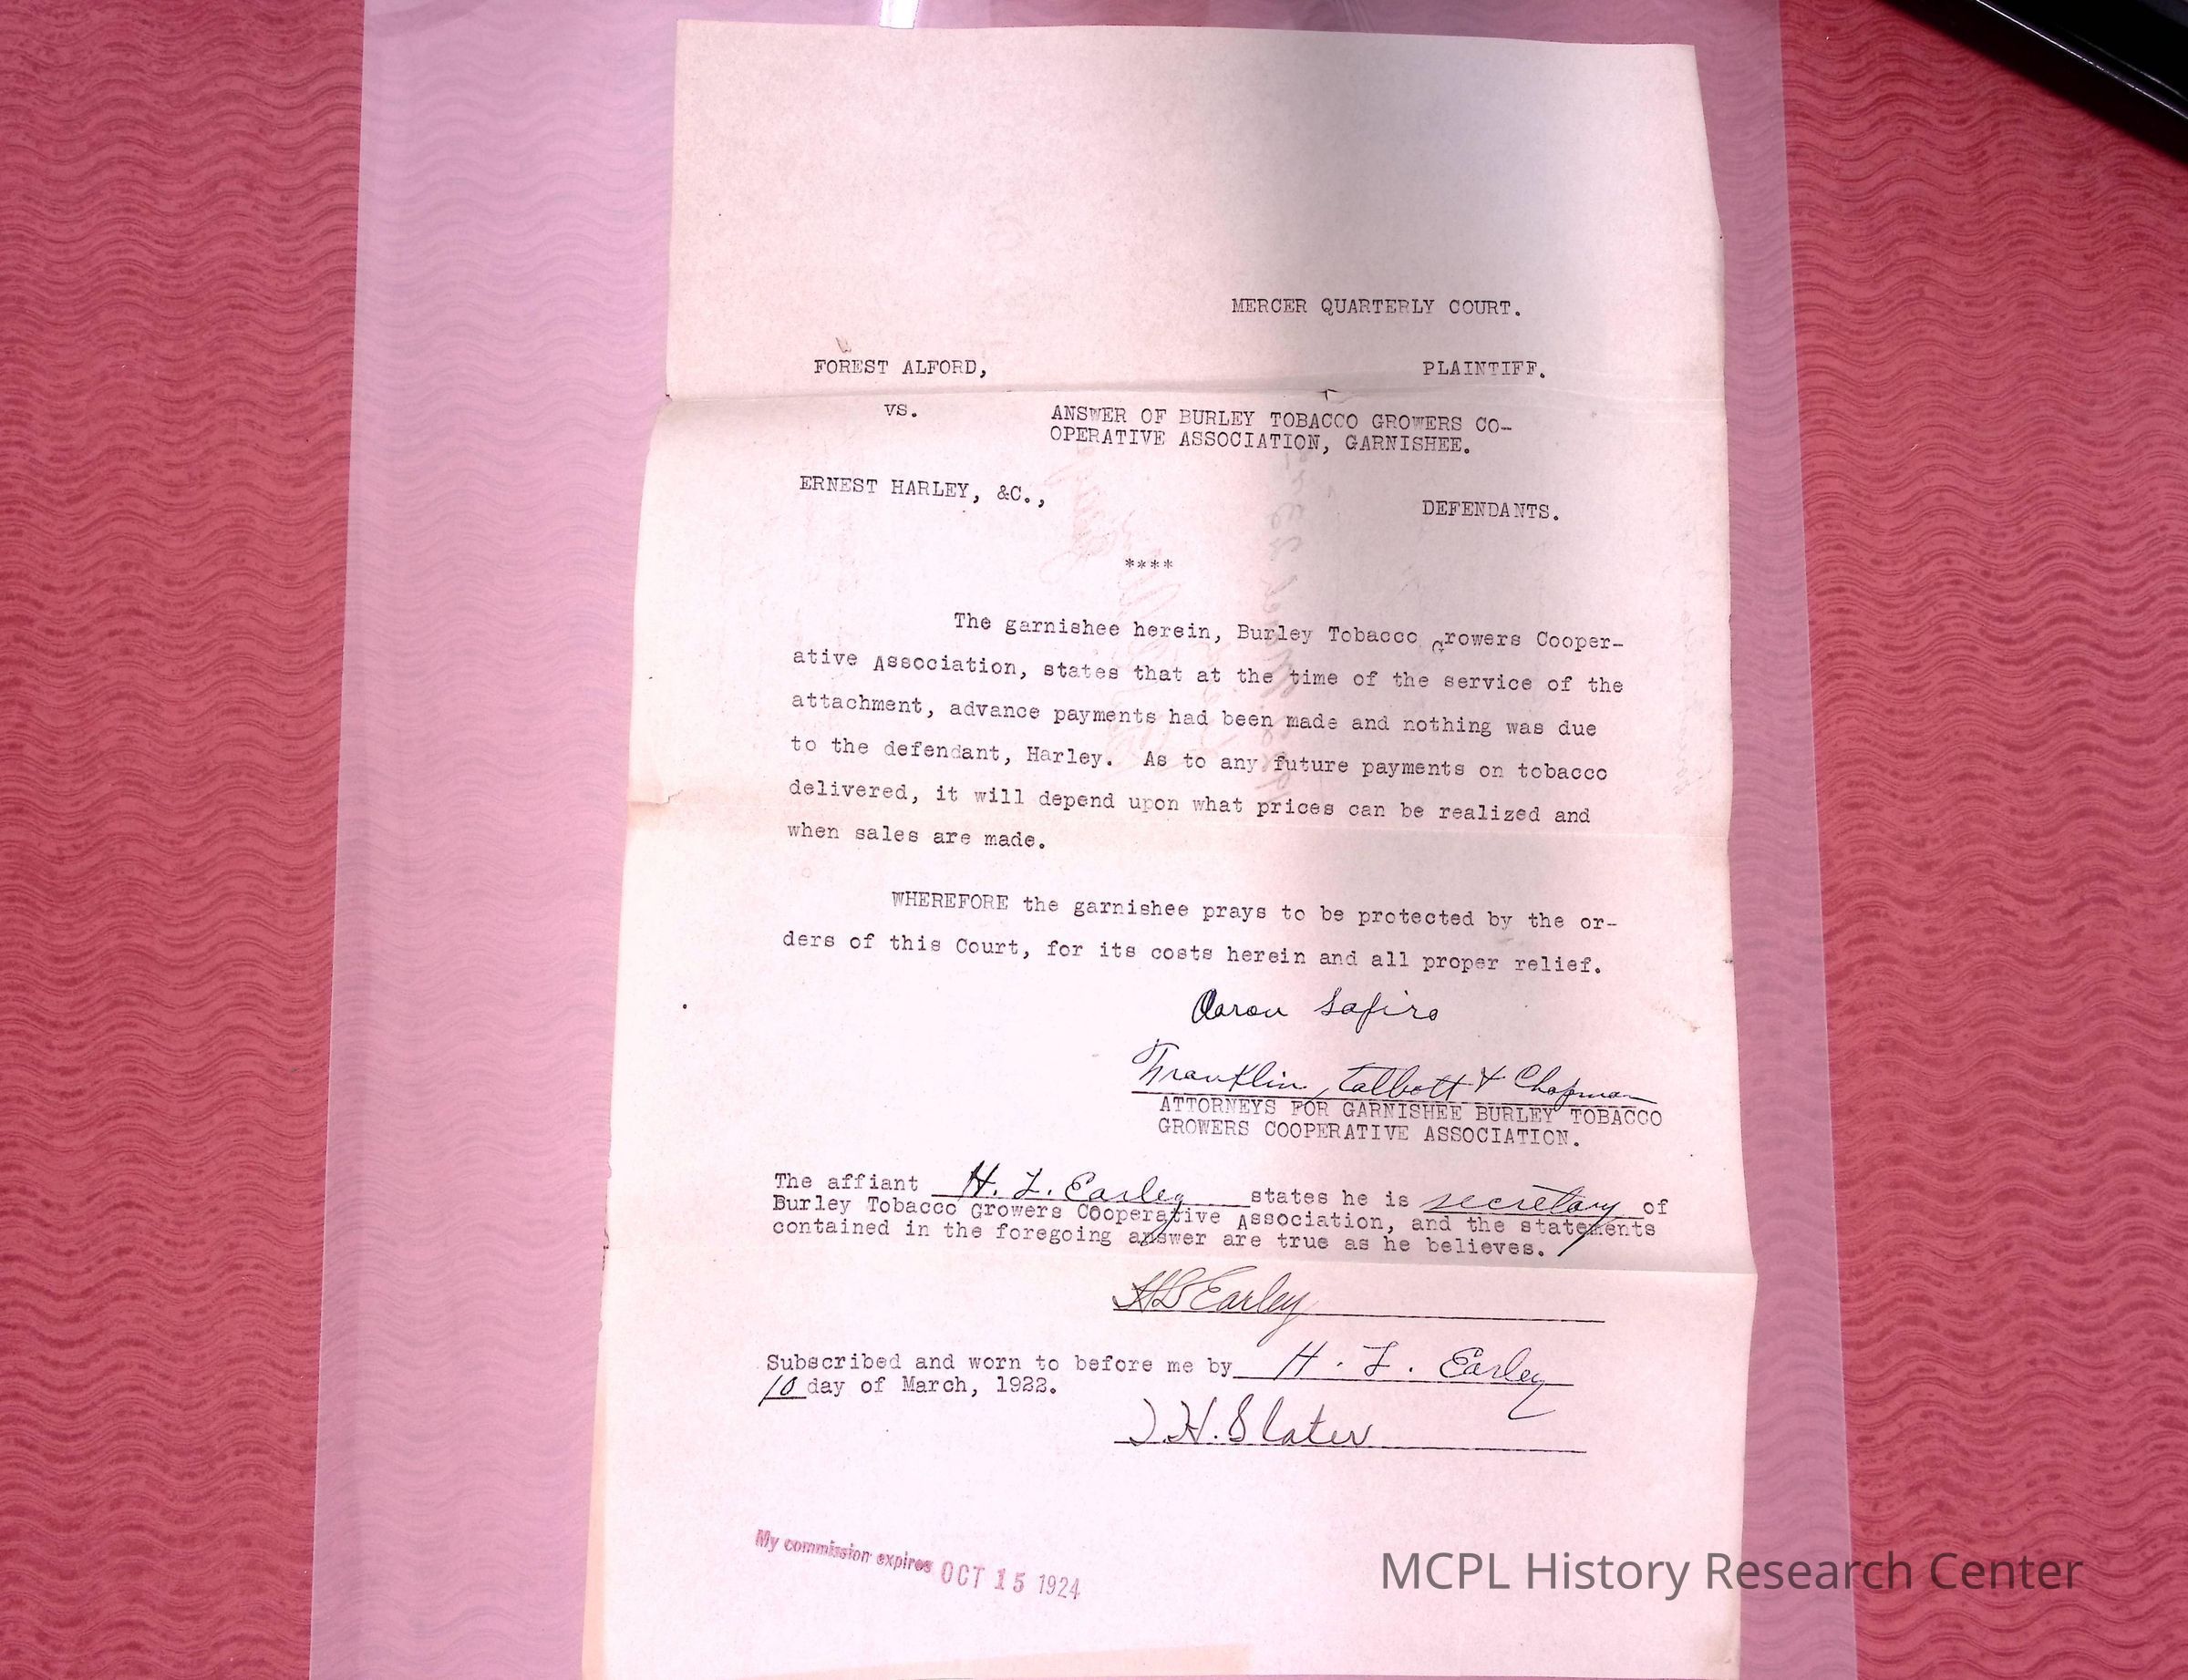 MERCER QUARTERLY COURT.
FOREST ALFORD, PLAINTIFF.
VS. ANSWER OF BURLEY TOBACCO GROWERS CO-
OPERATIVE ASSOCIATION, GARNISHEE.
ERNEST HARLEY, &C., DEFENDANTS.
****
The garnishee herein, Burley Tobacco Growers Cooper-
ative Association, states that at the time of the service of the
attachment, advance payments had been made and nothing was due
to the defendant, Harley. As to any future payments on tobacco
delivered, it will depend upon what prices can be realized and
when sales are made.
WHEREFORE the garnishee prays to be protected by the or-
ders of this Court, for its costs herein and all proper relief.
Aaron Safiro
Franklin, Talbott & Chapman
ATTORNEYS FOR GARNISHEE BURLEY TOBACCO
GROWERS COOPERATIVE ASSOCIATION.
The affiant H. L. Earley states he is secretary of
Burley Tobacco Growers Cooperative Association, and the statements
contained in the foregoing answer are true as he believes.
H L Earley
Subscribed and worn to before me by H. L. Earley
10 day of March, 1922.
J.H. Slater
My commission expires OCT 15 1924
MCPL History Research Center